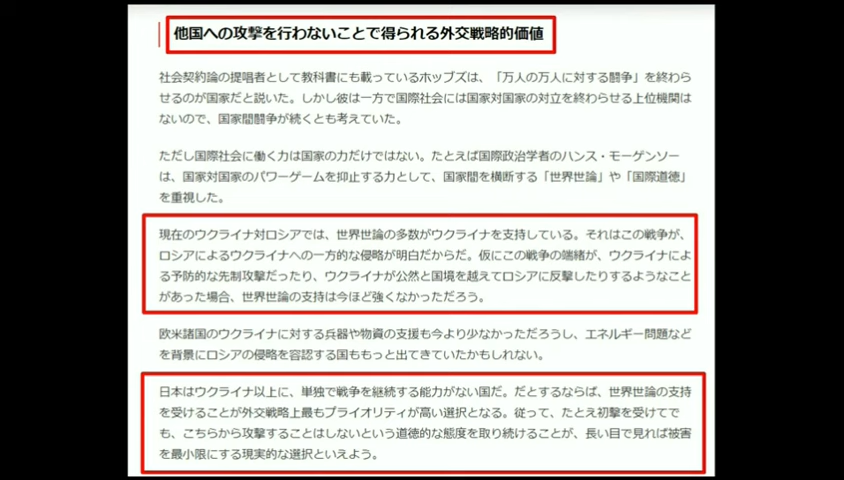 他国への攻撃を行わないことで得られる外交戦略的価値
社会契約論の提唱者として教科書にも載っているホッブズは、「万人の万人に対する闘争」を終わら
せるのが国家だと説いた。しかし彼は一方で国際社会には国家対国家の対立を終わらせる上位機関は
ないので、国家間闘争が続くとも考えていた。
ただし国際社会に働く力は国家の力だけではない。たとえば国際政治学者のハンス・モーゲンソー
は、国家対国家のパワーゲームを抑止する力として、国家間を横断する「世界世論」や「国際道徳」
を重視した。
現在のウクライナ対ロシアでは、世界世論の多数がウクライナを支持している。それはこの戦争が、
ロシアによるウクライナへの一方的な侵略が明白だからだ。仮にこの戦争の端緒が、ウクライナによ
る予防的な先制攻撃だったり、ウクライナが公然と国境を越えてロシアに反撃したりするようなこと
があった場合、世界世論の支持は今ほど強くなかっただろう。
欧米諸国のウクライナに対する兵器や物資の支援も今より少なかっただろうし、エネルギー問題など
を背景にロシアの侵略を容認する国ももっと出てきていたかもしれない。
日本はウクライナ以上に、単独で戦争を継続する能力がない国だ。だとするならば、世界世論の支持
を受けることが外交戦略上最もプライオリティが高い選択となる。従って、たとえ初撃を受けてで
も、こちらから攻撃することはしないという道徳的な態度を取り続けることが、長い目で見れば被害
を最小限にする現実的な選択といえよう。